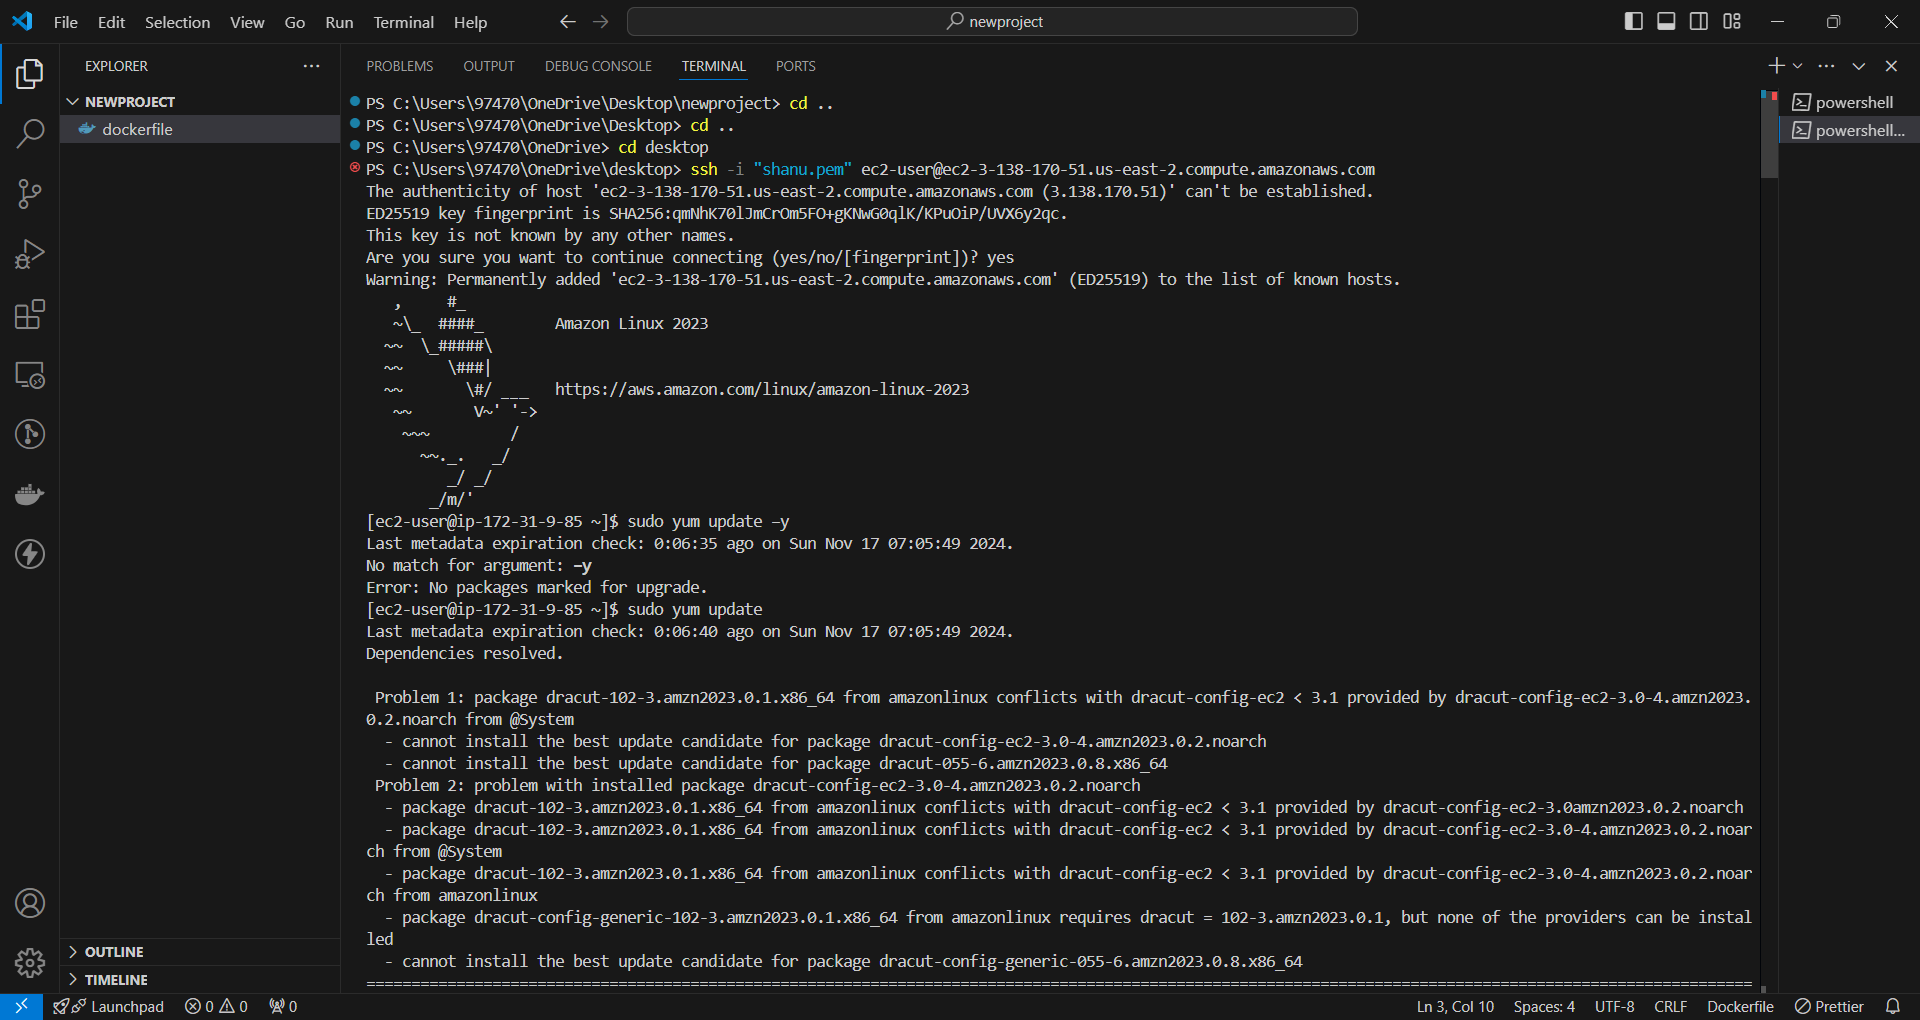 File Edit Selection View Go Run Terminal Help
newproject
EXPLORER
NEWPROJECT
dockerfile
OUTLINE
TIMELINE
PROBLEMS OUTPUT DEBUG CONSOLE TERMINAL PORTS
PS C:\Users\97470\OneDrive\Desktop\newproject> cd ..
PS C:\Users\97470\OneDrive\Desktop> cd ..
PS C:\Users\97470\OneDrive> cd desktop
PS C:\Users\97470\OneDrive\desktop> ssh -i "shanu.pem" ec2-user@ec2-3-138-170-51.us-east-2.compute.amazonaws.com
The authenticity of host 'ec2-3-138-170-51.us-east-2.compute.amazonaws.com (3.138.170.51)' can't be established.
ED25519 key fingerprint is SHA256:qmNhK70lJmCrOm5FO+gKNwG0qlK/KPuOiP/UVX6y2qc.
This key is not known by any other names.
Are you sure you want to continue connecting (yes/no/[fingerprint])? yes
Warning: Permanently added 'ec2-3-138-170-51.us-east-2.compute.amazonaws.com' (ED25519) to the list of known hosts.
   ,     #_
   ~\_  ####_        Amazon Linux 2023
  ~~  \_#####\
  ~~     \###|
  ~~       \#/ ___   https://aws.amazon.com/linux/amazon-linux-2023
   ~~       V~' '->
    ~~~         /
      ~~._.   _/
         _/ _/
       _/m/'
[ec2-user@ip-172-31-9-85 ~]$ sudo yum update –y
Last metadata expiration check: 0:06:35 ago on Sun Nov 17 07:05:49 2024.
No match for argument: –y
Error: No packages marked for upgrade.
[ec2-user@ip-172-31-9-85 ~]$ sudo yum update
Last metadata expiration check: 0:06:40 ago on Sun Nov 17 07:05:49 2024.
Dependencies resolved.
 Problem 1: package dracut-102-3.amzn2023.0.1.x86_64 from amazonlinux conflicts with dracut-config-ec2 < 3.1 provided by dracut-config-ec2-3.0-4.amzn2023.
0.2.noarch from @System
  - cannot install the best update candidate for package dracut-config-ec2-3.0-4.amzn2023.0.2.noarch
  - cannot install the best update candidate for package dracut-055-6.amzn2023.0.8.x86_64
 Problem 2: problem with installed package dracut-config-ec2-3.0-4.amzn2023.0.2.noarch
  - package dracut-102-3.amzn2023.0.1.x86_64 from amazonlinux conflicts with dracut-config-ec2 < 3.1 provided by dracut-config-ec2-3.0amzn2023.0.2.noarch
  - package dracut-102-3.amzn2023.0.1.x86_64 from amazonlinux conflicts with dracut-config-ec2 < 3.1 provided by dracut-config-ec2-3.0-4.amzn2023.0.2.noar
ch from @System
  - package dracut-102-3.amzn2023.0.1.x86_64 from amazonlinux conflicts with dracut-config-ec2 < 3.1 provided by dracut-config-ec2-3.0-4.amzn2023.0.2.noar
ch from amazonlinux
  - package dracut-config-generic-102-3.amzn2023.0.1.x86_64 from amazonlinux requires dracut = 102-3.amzn2023.0.1, but none of the providers can be instal
led
  - cannot install the best update candidate for package dracut-config-generic-055-6.amzn2023.0.8.x86_64
==========================================================================================================================================================
powershell
powershell...
Launchpad 0 0 0
Ln 3, Col 10 Spaces: 4 UTF-8 CRLF Dockerfile Prettier